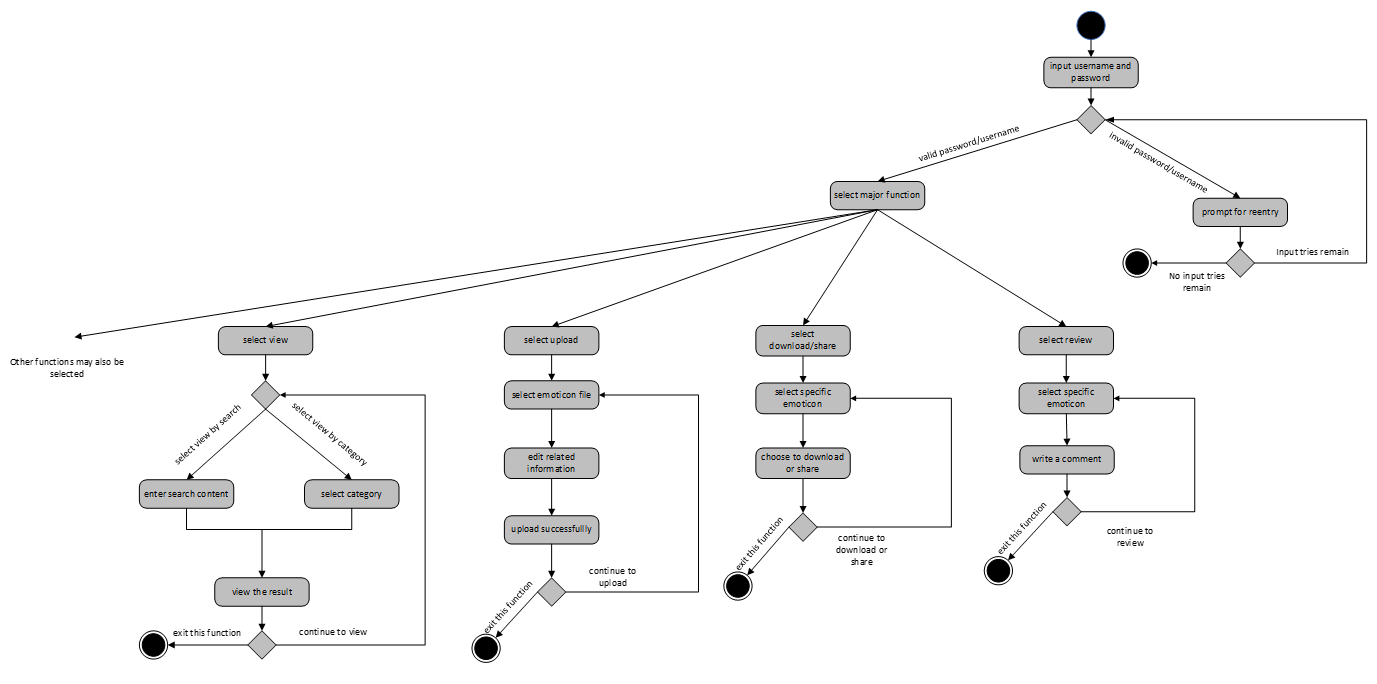 input username and
password
valid password/username
invalid password/username
select major function
prompt for reentry
Input tries remain
No input tries
remain
Other functions may also be
selected
select view
select upload
select
download/share
select review
select view by search
select view by category
select emoticon file
select specific
emoticon
select specific
emoticon
edit related
information
choose to download
or share
write a comment
enter search content
select category
upload successfullly
exit this function
continue to
download or
share
exit this function
continue to
review
view the result
exit this function
continue to
upload
exit this function
continue to view